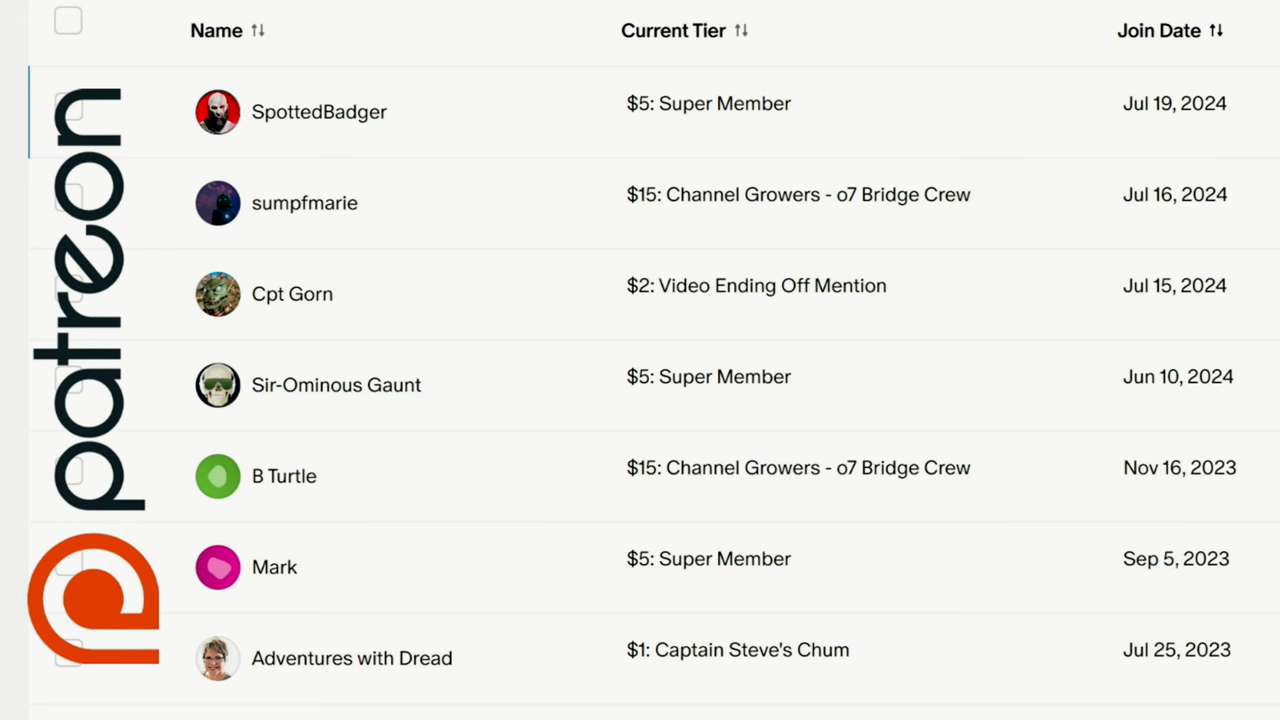 Name Current Tier Join Date
SpottedBadger $5: Super Member Jul 19, 2024
sumpfmarie $15: Channel Growers - o7 Bridge Crew Jul 16, 2024
Cpt Gorn $2: Video Ending Off Mention Jul 15, 2024
Sir-Ominous Gaunt $5: Super Member Jun 10, 2024
B Turtle $15: Channel Growers - o7 Bridge Crew Nov 16, 2023
Mark $5: Super Member Sep 5, 2023
Adventures with Dread $1: Captain Steve's Chum Jul 25, 2023
patreon